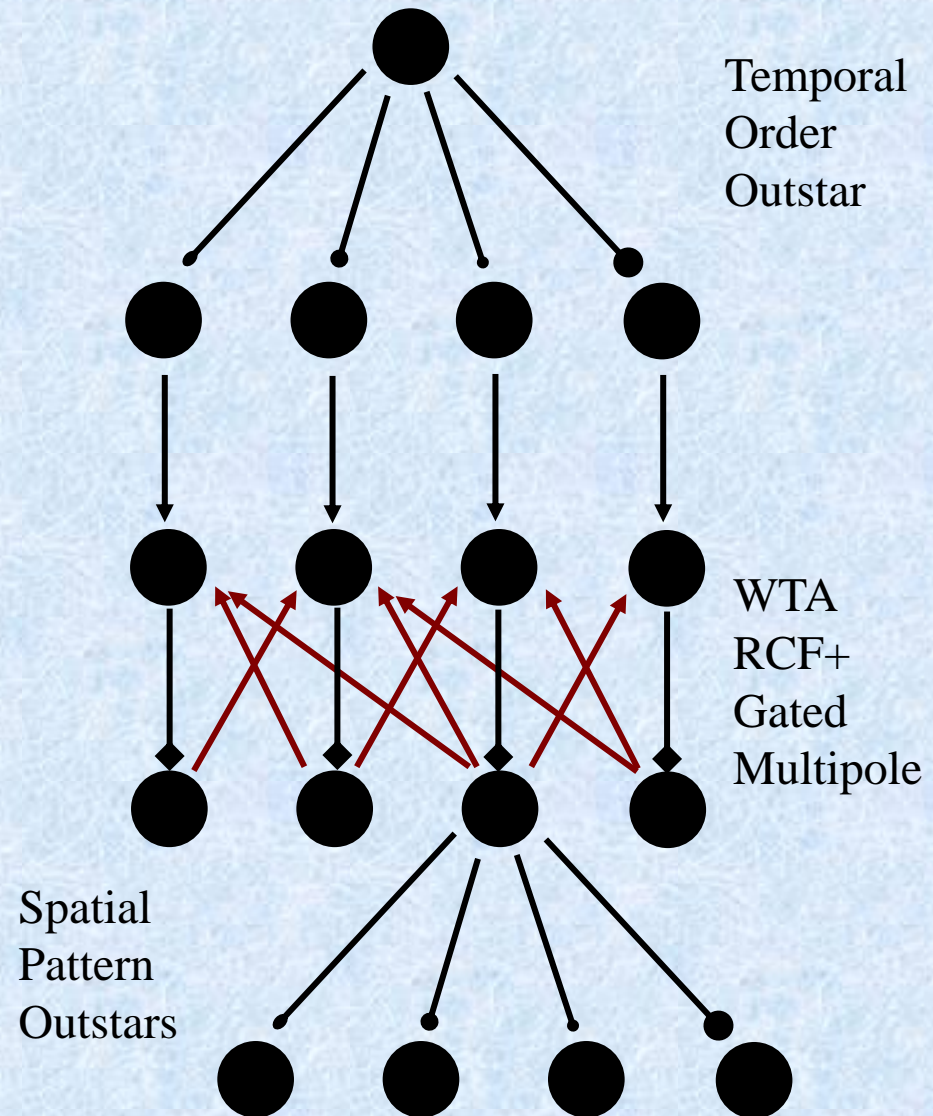 Temporal
Order
Outstar
WTA
RCF+
Gated
Multipole
Spatial
Pattern
Outstars